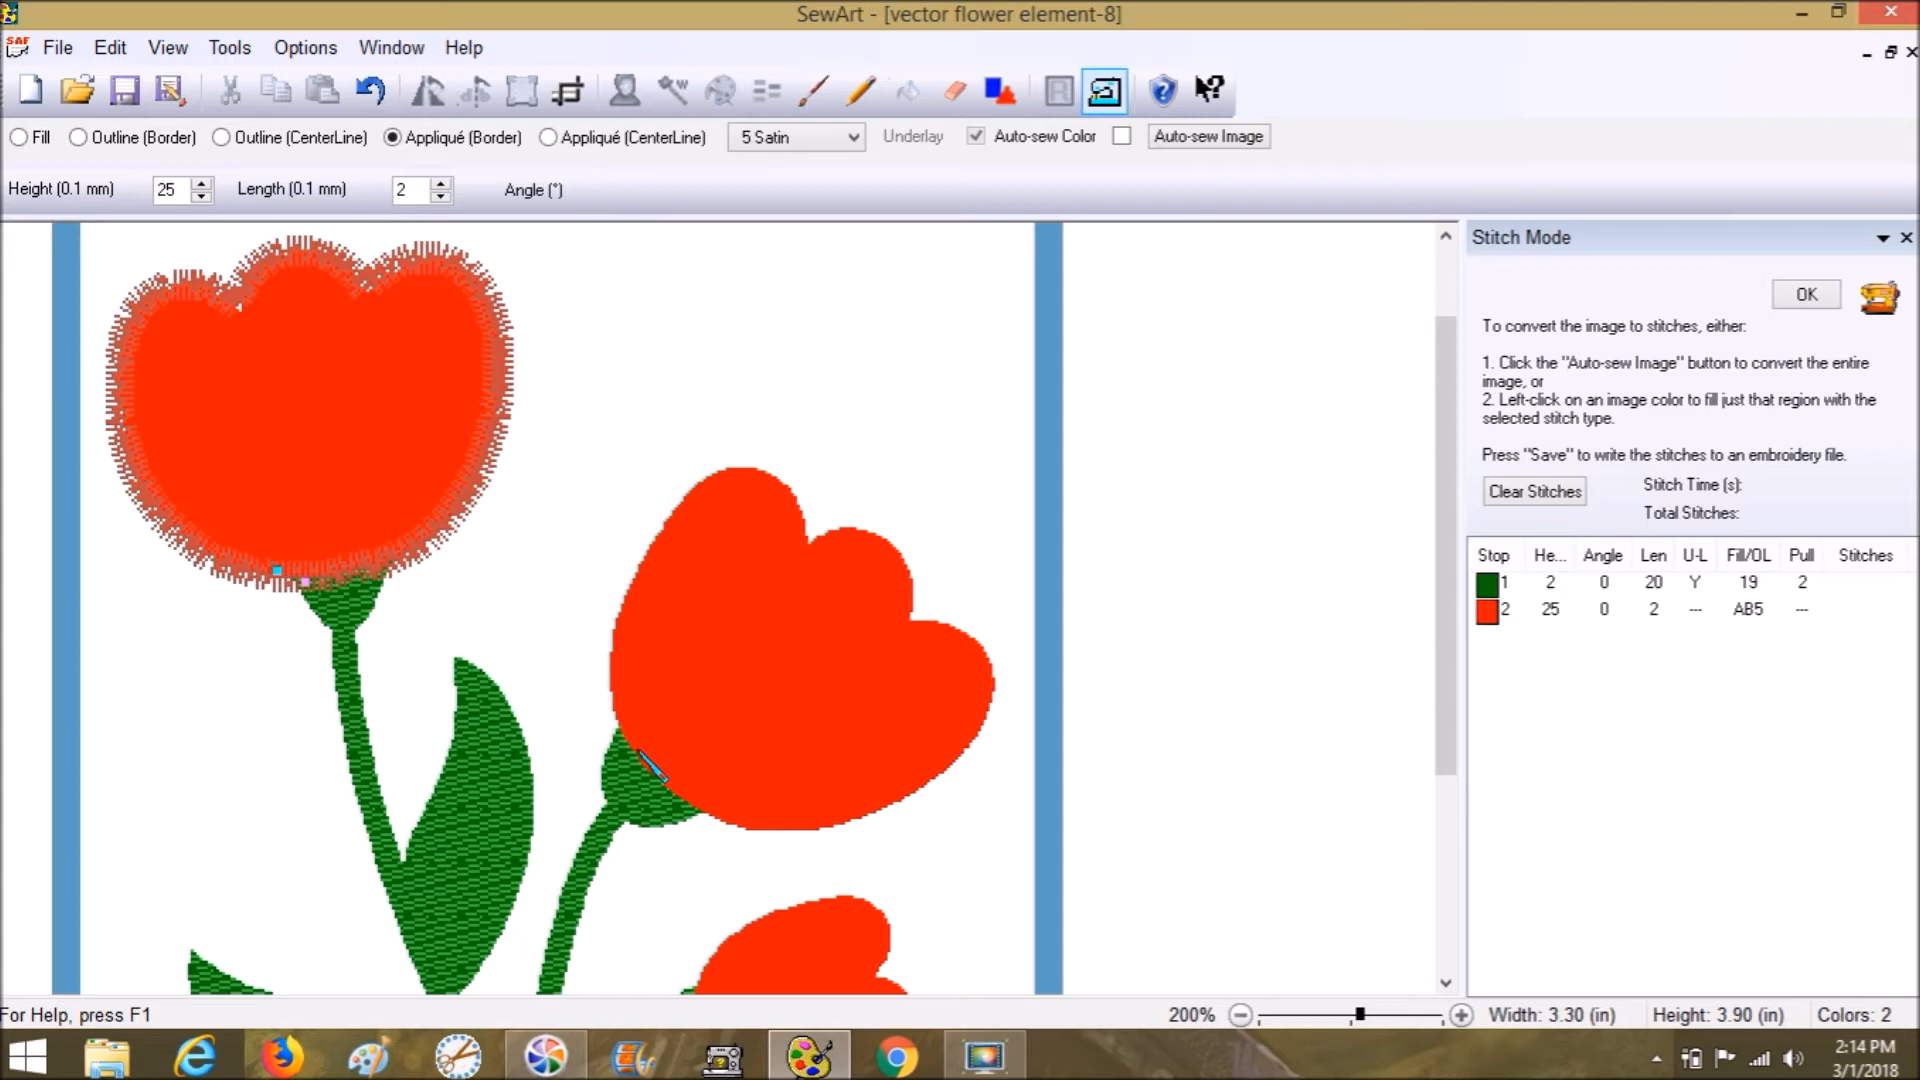 SewArt - [vector flower element-8]
SAF File Edit View Tools Options Window Help
R
Fill Outline (Border) Outline (CenterLine) Appliqué (Border) Appliqué (CenterLine) 5 Satin Underlay Auto-sew Color Auto-sew Image
Height (0.1 mm) 25 Length (0.1 mm) 2 Angle (°)
Stitch Mode
OK
To convert the image to stitches, either:
1. Click the "Auto-sew Image" button to convert the entire
image, or
2. Left-click on an image color to fill just that region with the
selected stitch type.
Press "Save" to write the stitches to an embroidery file.
Clear Stitches
Stitch Time (s):
Total Stitches:
Stop He... Angle Len U-L Fill/OL Pull Stitches
1 2 0 20 Y 19 2
2 25 0 2 --- AB5 ---
For Help, press F1 200% Width: 3.30 (in) Height: 3.90 (in) Colors: 2
2:14 PM
3/1/2018